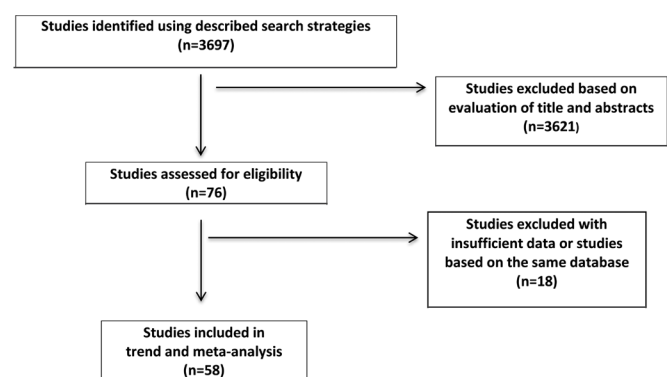 Studies identified using described search strategies
(n=3697)
Studies excluded based on
evaluation of title and abstracts
(n=3621)
Studies assessed for eligibility
(n=76)
Studies excluded with
insufficient data or studies
based on the same database
(n=18)
Studies included in
trend and meta-analysis
(n=58)